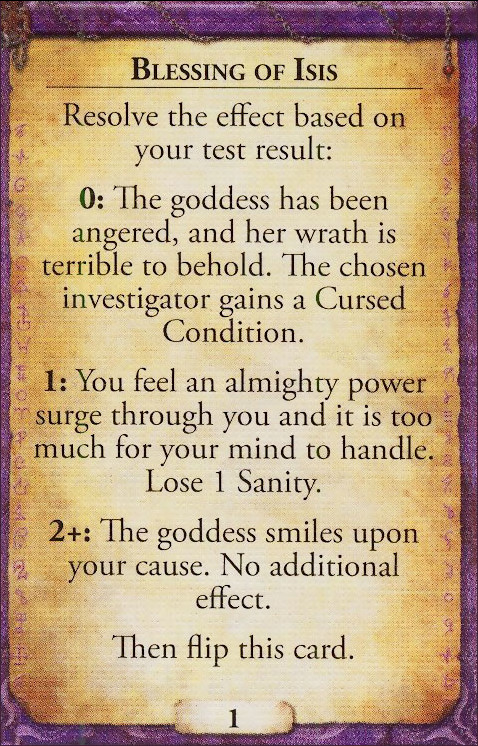 BLESSING OF ISIS
Resolve the effect based on
your test result:
0: The goddess has been
angered, and her wrath is
terrible to behold. The chosen
investigator gains a Cursed
Condition.
1: You feel an almighty power
surge through you and it is too
much for your mind to handle.
Lose 1 Sanity.
2+: The goddess smiles upon
your cause. No additional
effect.
Then flip this card.
1